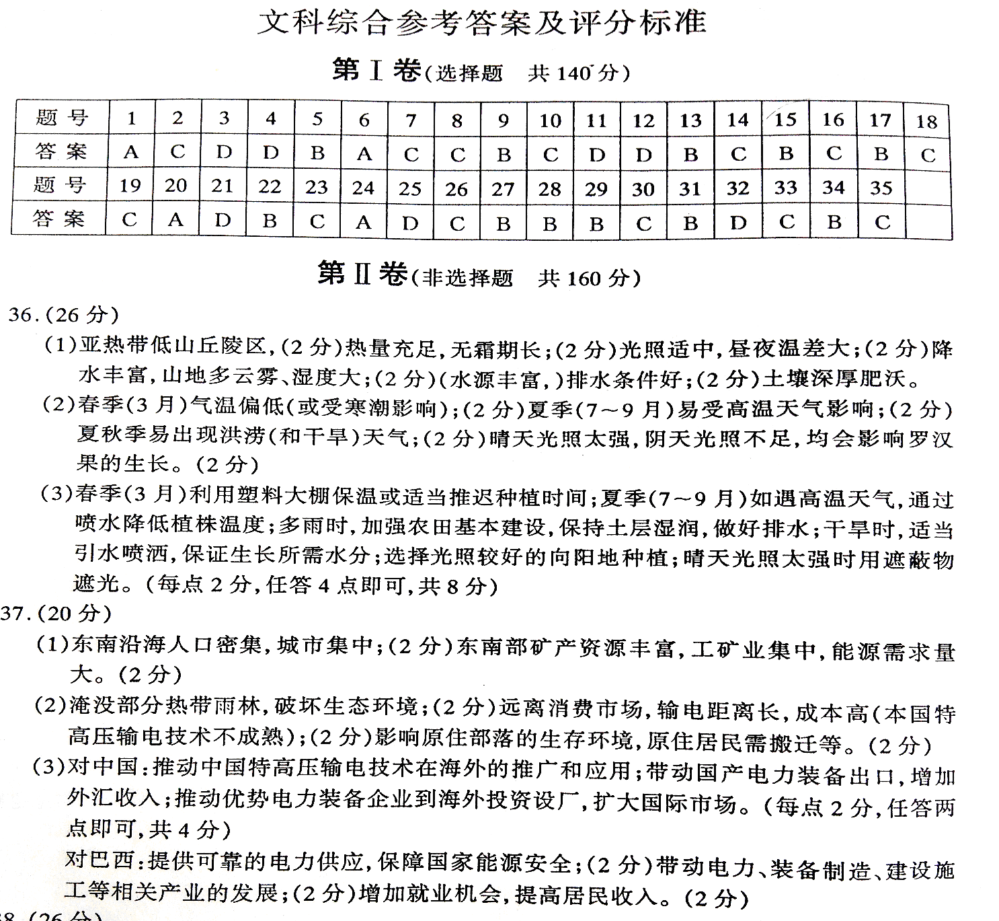 文科综合参考答案及评分标准
第Ⅰ卷(选择题 共140分)
题号 1 2 3 4 5 6 7 8 9 10 11 12 13 14 15 16 17 18
答案 A C D D B A C C B C D D B C B C B C
题号 19 20 21 22 23 24 25 26 27 28 29 30 31 32 33 34 35
答案 C A D B C A D C B B B C B D C B C
第Ⅱ卷(非选择题 共160分)
36.(26分)
(1)亚热带低山丘陵区,(2分)热量充足,无霜期长;(2分)光照适中,昼夜温差大;(2分)降
水丰富,山地多云雾、湿度大;(2分)(水源丰富,)排水条件好;(2分)土壤深厚肥沃。
(2)春季(3月)气温偏低(或受寒潮影响);(2分)夏季(7~9月)易受高温天气影响;(2分)
夏秋季易出现洪涝(和干旱)天气;(2分)晴天光照太强,阴天光照不足,均会影响罗汉
果的生长。(2分)
(3)春季(3月)利用塑料大棚保温或适当推迟种植时间;夏季(7~9月)如遇高温天气,通过
喷水降低植株温度;多雨时,加强农田基本建设,保持土层湿润,做好排水;干旱时,适当
引水喷洒,保证生长所需水分;选择光照较好的向阳地种植;晴天光照太强时用遮蔽物
遮光。(每点2分,任答4点即可,共8分)
37.(20分)
(1)东南沿海人口密集,城市集中;(2分)东南部矿产资源丰富,工矿业集中,能源需求量
大。(2分)
(2)淹没部分热带雨林,破坏生态环境;(2分)远离消费市场,输电距离长,成本高(本国特
高压输电技术不成熟);(2分)影响原住部落的生存环境,原住居民需搬迁等。(2分)
(3)对中国:推动中国特高压输电技术在海外的推广和应用;带动国产电力装备出口,增加
外汇收入;推动优势电力装备企业到海外投资设厂,扩大国际市场。(每点2分,任答两
点即可,共4分)
对巴西:提供可靠的电力供应,保障国家能源安全;(2分)带动电力、装备制造、建设施
工等相关产业的发展;(2分)增加就业机会,提高居民收入。(2分)
38.(26分)